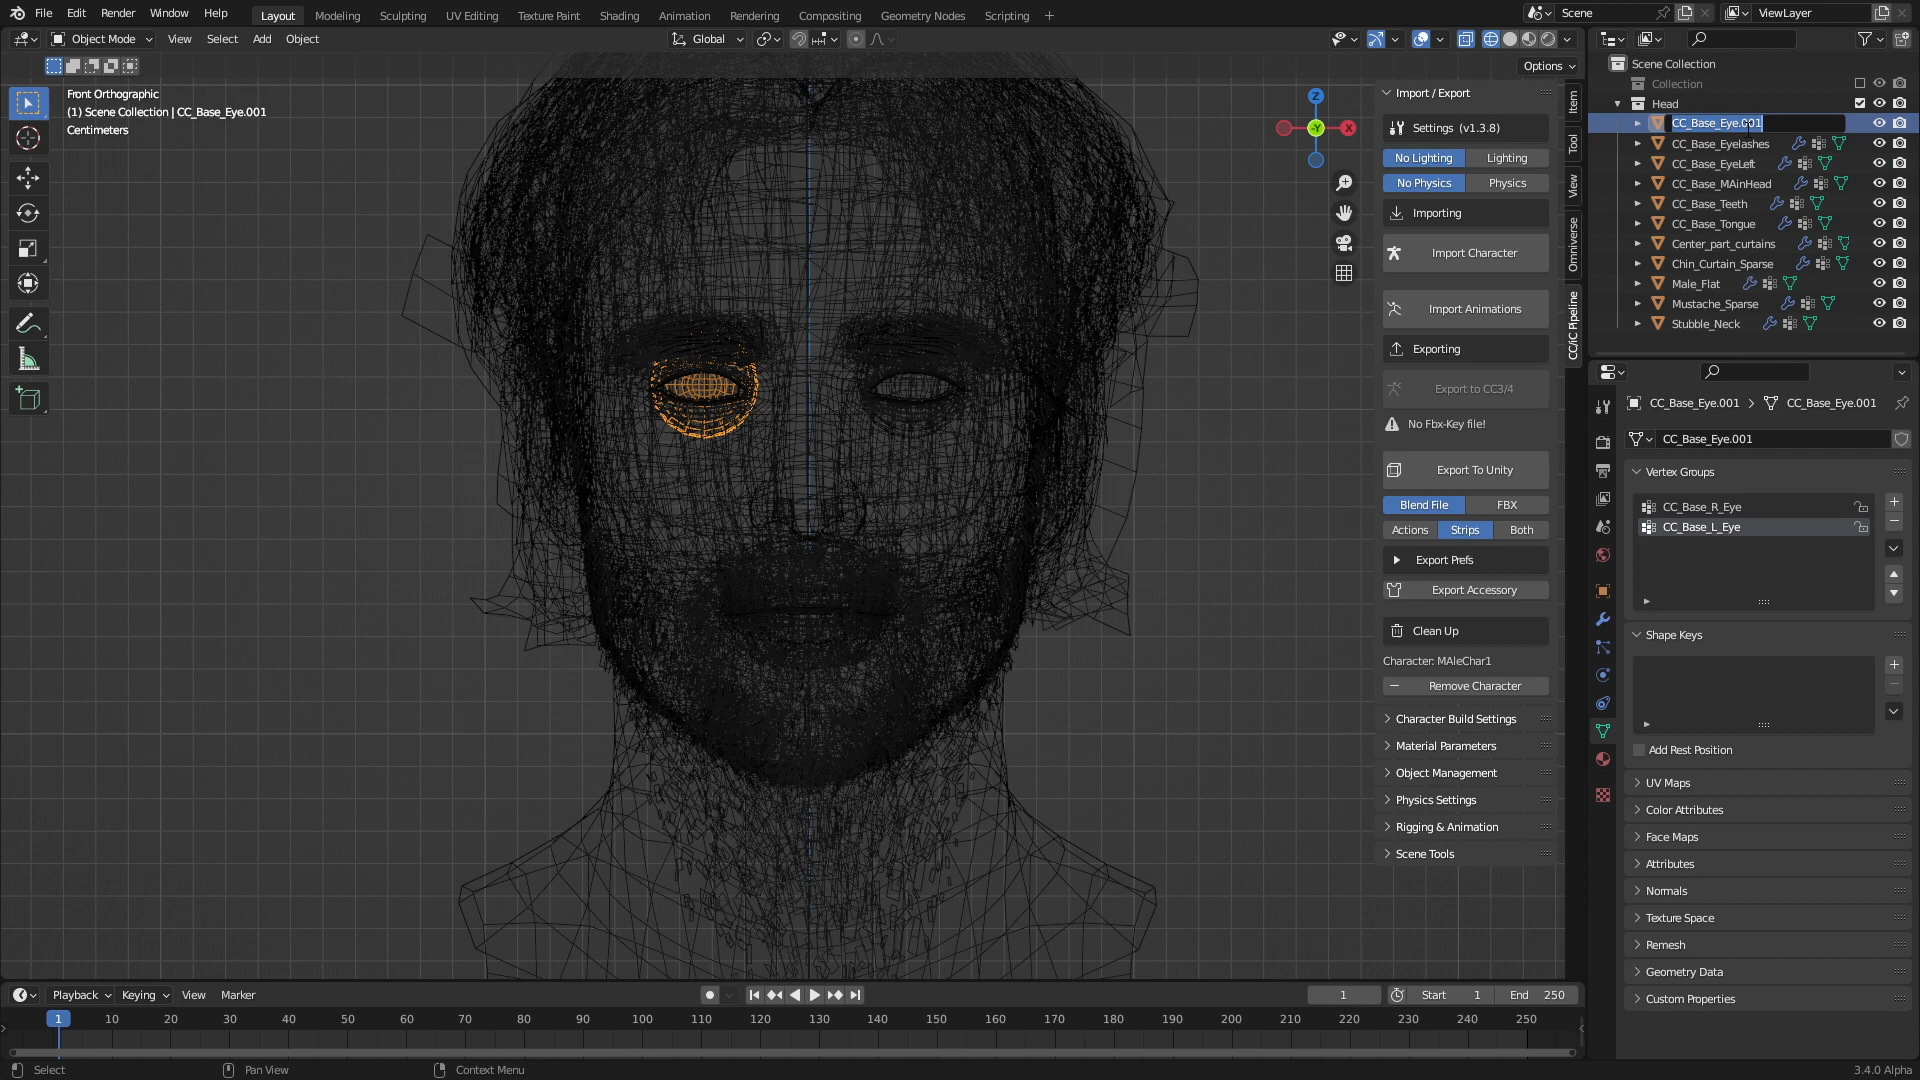 File Edit Render Window Help Layout Modeling Sculpting UV Editing Texture Paint Shading Animation Rendering Compositing Geometry Nodes Scripting + Scene ViewLayer
Object Mode View Select Add Object Global
Options
Front Orthographic
(1) Scene Collection | CC_Base_Eye.001
Centimeters
Z
-Y
X
Item
Tool
View
Omniverse
CC/iC Pipeline
Import / Export
Settings (v1.3.8)
No Lighting Lighting
No Physics Physics
Importing
Import Character
Import Animations
Exporting
Export to CC3/4
No Fbx-Key file!
Export To Unity
Blend File FBX
Actions Strips Both
Export Prefs
Export Accessory
Clean Up
Character: MAleChar1
Remove Character
Character Build Settings
Material Parameters
Object Management
Physics Settings
Rigging & Animation
Scene Tools
Scene Collection
Collection
Head
CC_Base_Eye.001
CC_Base_Eyelashes
CC_Base_EyeLeft
CC_Base_MAinHead
CC_Base_Teeth
CC_Base_Tongue
Center_part_curtains
Chin_Curtain_Sparse
Male_Flat
Mustache_Sparse
Stubble_Neck
CC_Base_Eye.001 > CC_Base_Eye.001
CC_Base_Eye.001
Vertex Groups
CC_Base_R_Eye
CC_Base_L_Eye
Shape Keys
Add Rest Position
UV Maps
Color Attributes
Face Maps
Attributes
Normals
Texture Space
Remesh
Geometry Data
Custom Properties
Playback Keying View Marker 1 Start 1 End 250
1 10 20 30 40 50 60 70 80 90 100 110 120 130 140 150 160 170 180 190 200 210 220 230 240 250
Select Pan View Context Menu 3.4.0 Alpha